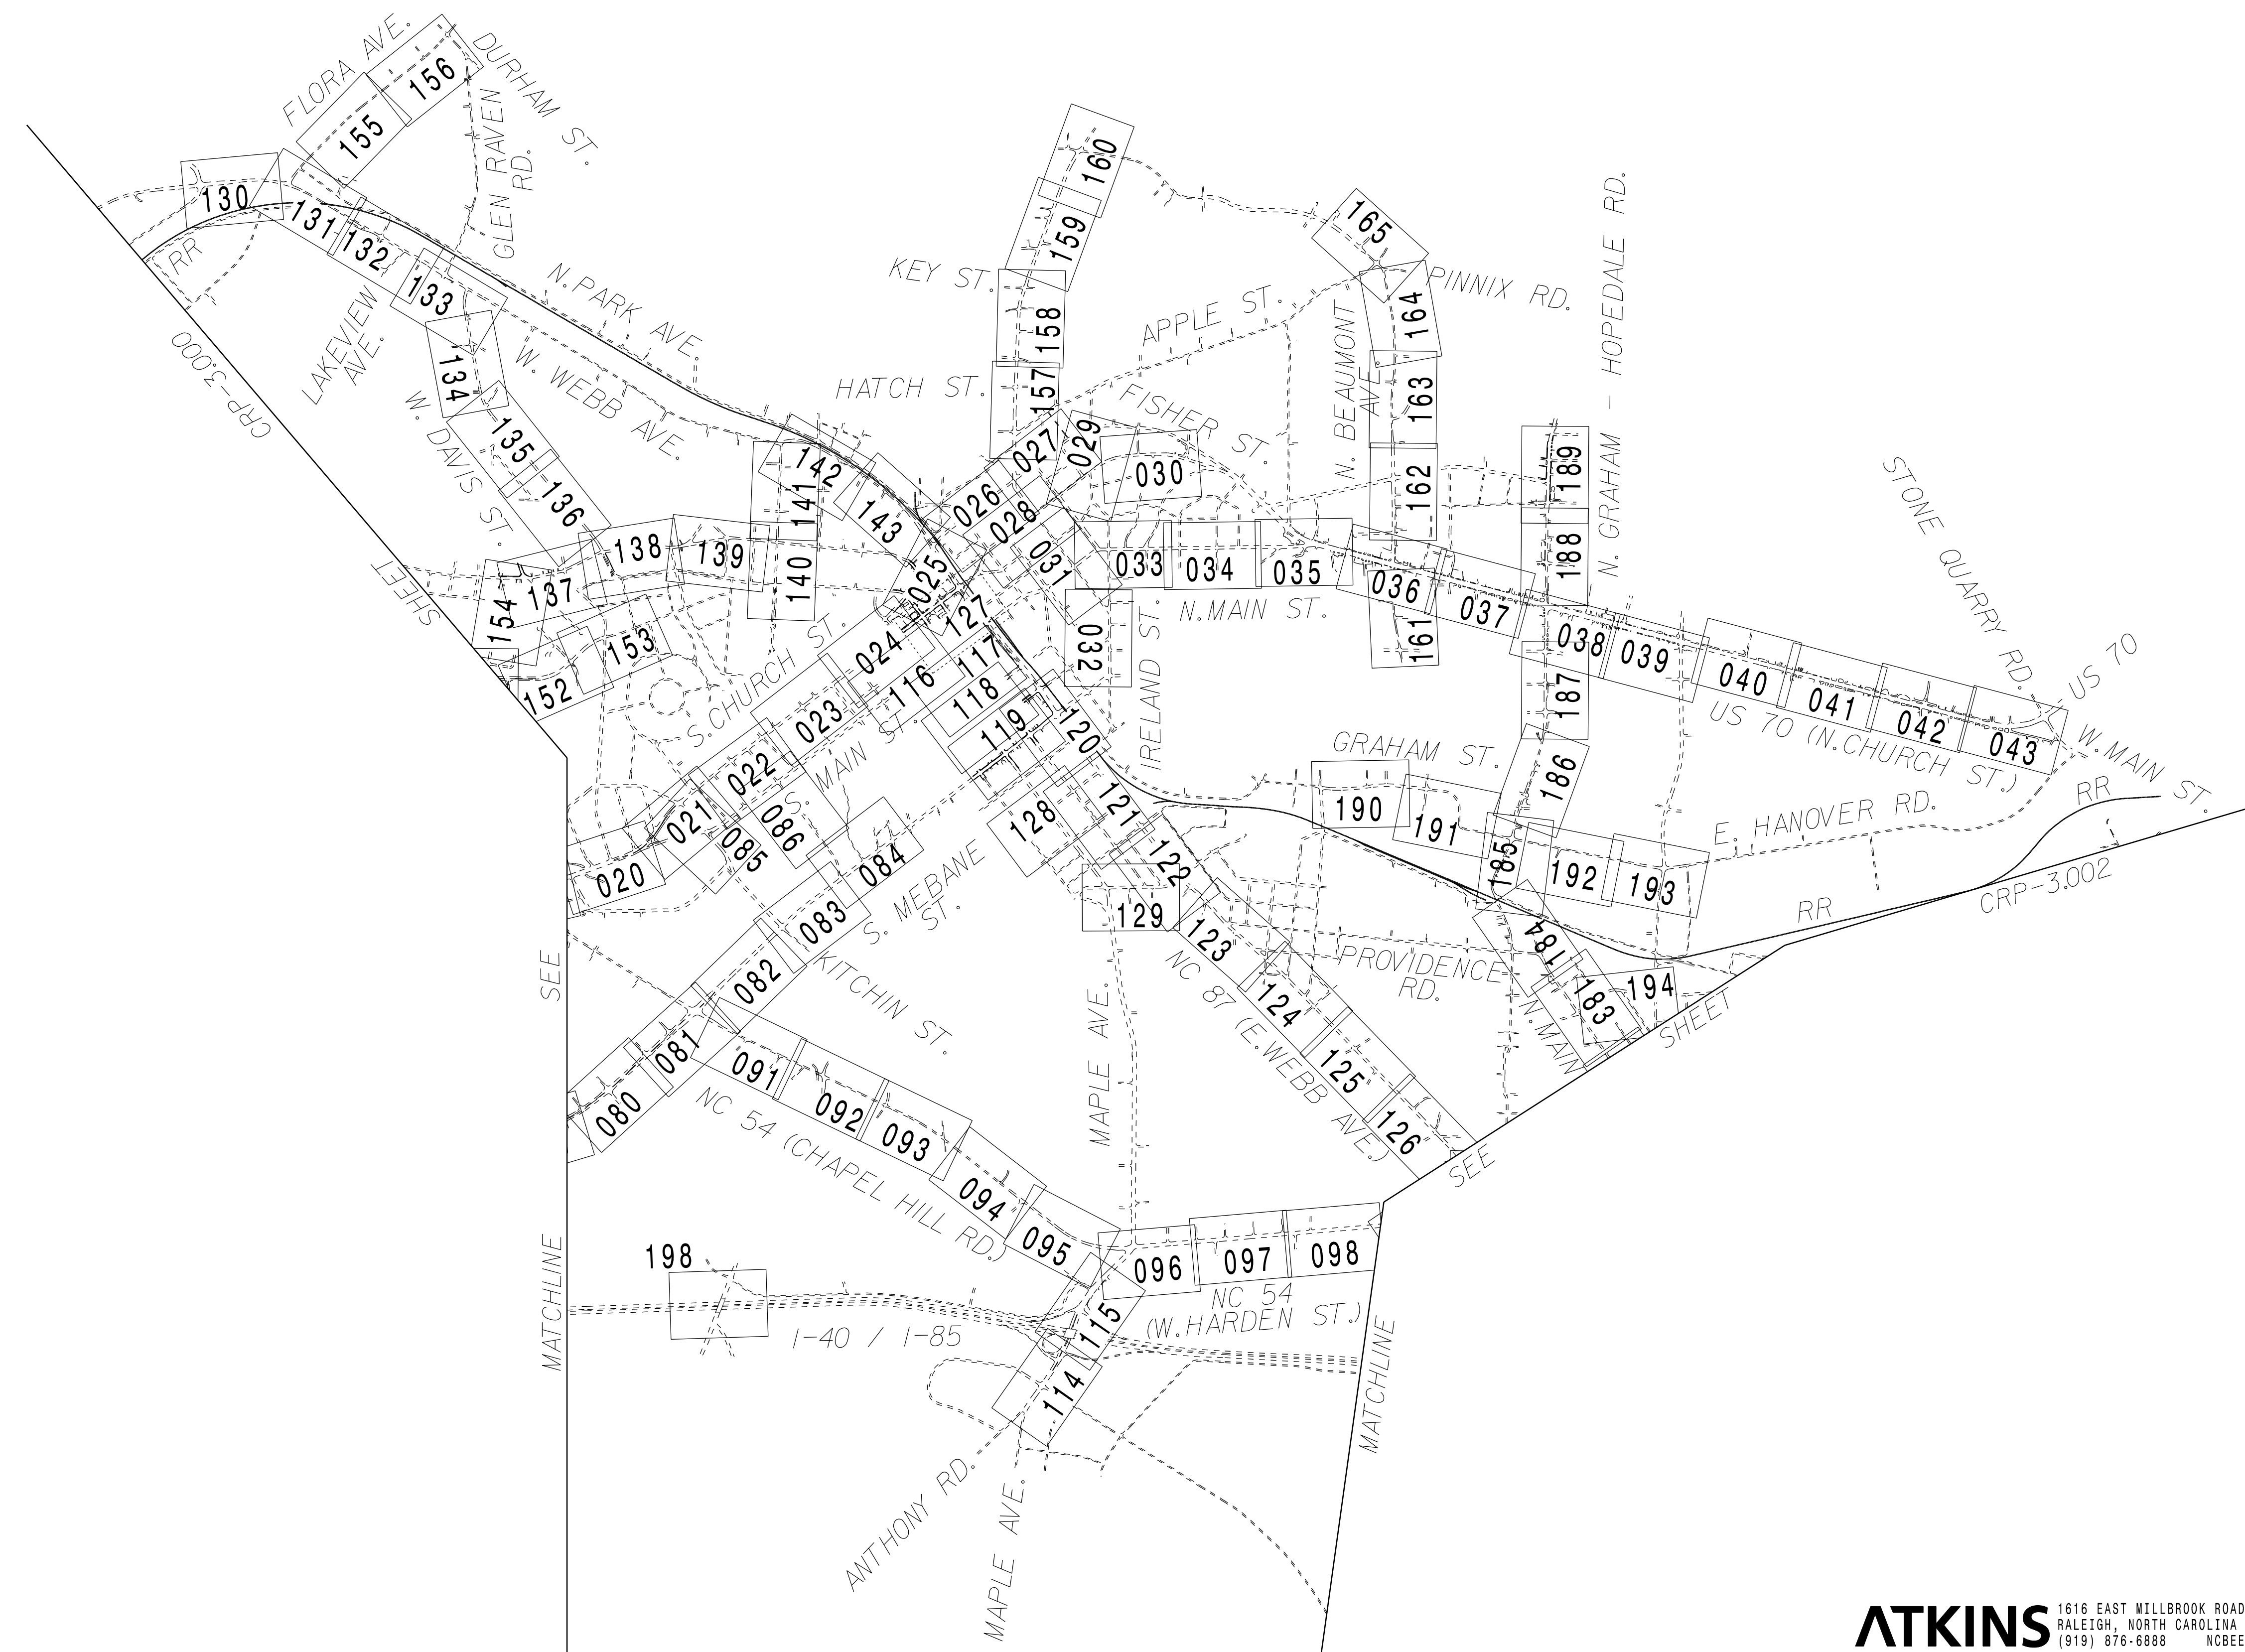 FLORA AVE.
DURHAM ST.
GLEN RAVEN
RD.
156
155
130
131
132
133
134
135
136
137
138
139
140
141
142
143
154
153
152
RR
CRP-3.000
SHEET
SEE
MATCHLINE
LAKEVIEW
AVE.
W. DAVIS ST.
W. WEBB AVE.
N. PARK AVE.
KEY ST.
HATCH ST.
160
159
158
157
APPLE ST.
FISHER ST.
165
164
163
162
161
PINNIX RD.
N. BEAUMONT
AVE.
N. GRAHAM - HOPEDALE RD.
189
188
187
186
185
184
183
194
STONE QUARRY RD.
US 70
W. MAIN ST.
US 70 (N. CHURCH ST.)
020
021
022
023
024
025
026
027
028
029
030
031
032
033
034
035
036
037
038
039
040
041
042
043
N. MAIN ST.
IRELAND ST.
S. CHURCH ST.
S. MAIN ST.
127
117
116
118
119
120
121
128
122
129
123
124
125
126
086
085
084
083
082
081
080
S. MEBANE
ST.
KITCHIN ST.
GRAHAM ST.
190
191
192
193
E. HANOVER RD.
RR
RR
CRP-3.002
SHEET
SEE
MATCHLINE
PROVIDENCE
RD.
N. MAIN
NC 87 (E. WEBB AVE.)
MAPLE AVE.
091
092
093
094
095
096
097
098
NC 54 (CHAPEL HILL RD.)
NC 54
(W. HARDEN ST.)
198
I-40 / I-85
115
114
ANTHONY RD.
MAPLE AVE.
ATKINS
1616 EAST MILLBROOK ROAD
RALEIGH, NORTH CAROLINA
(919) 876-6888 NCBEE